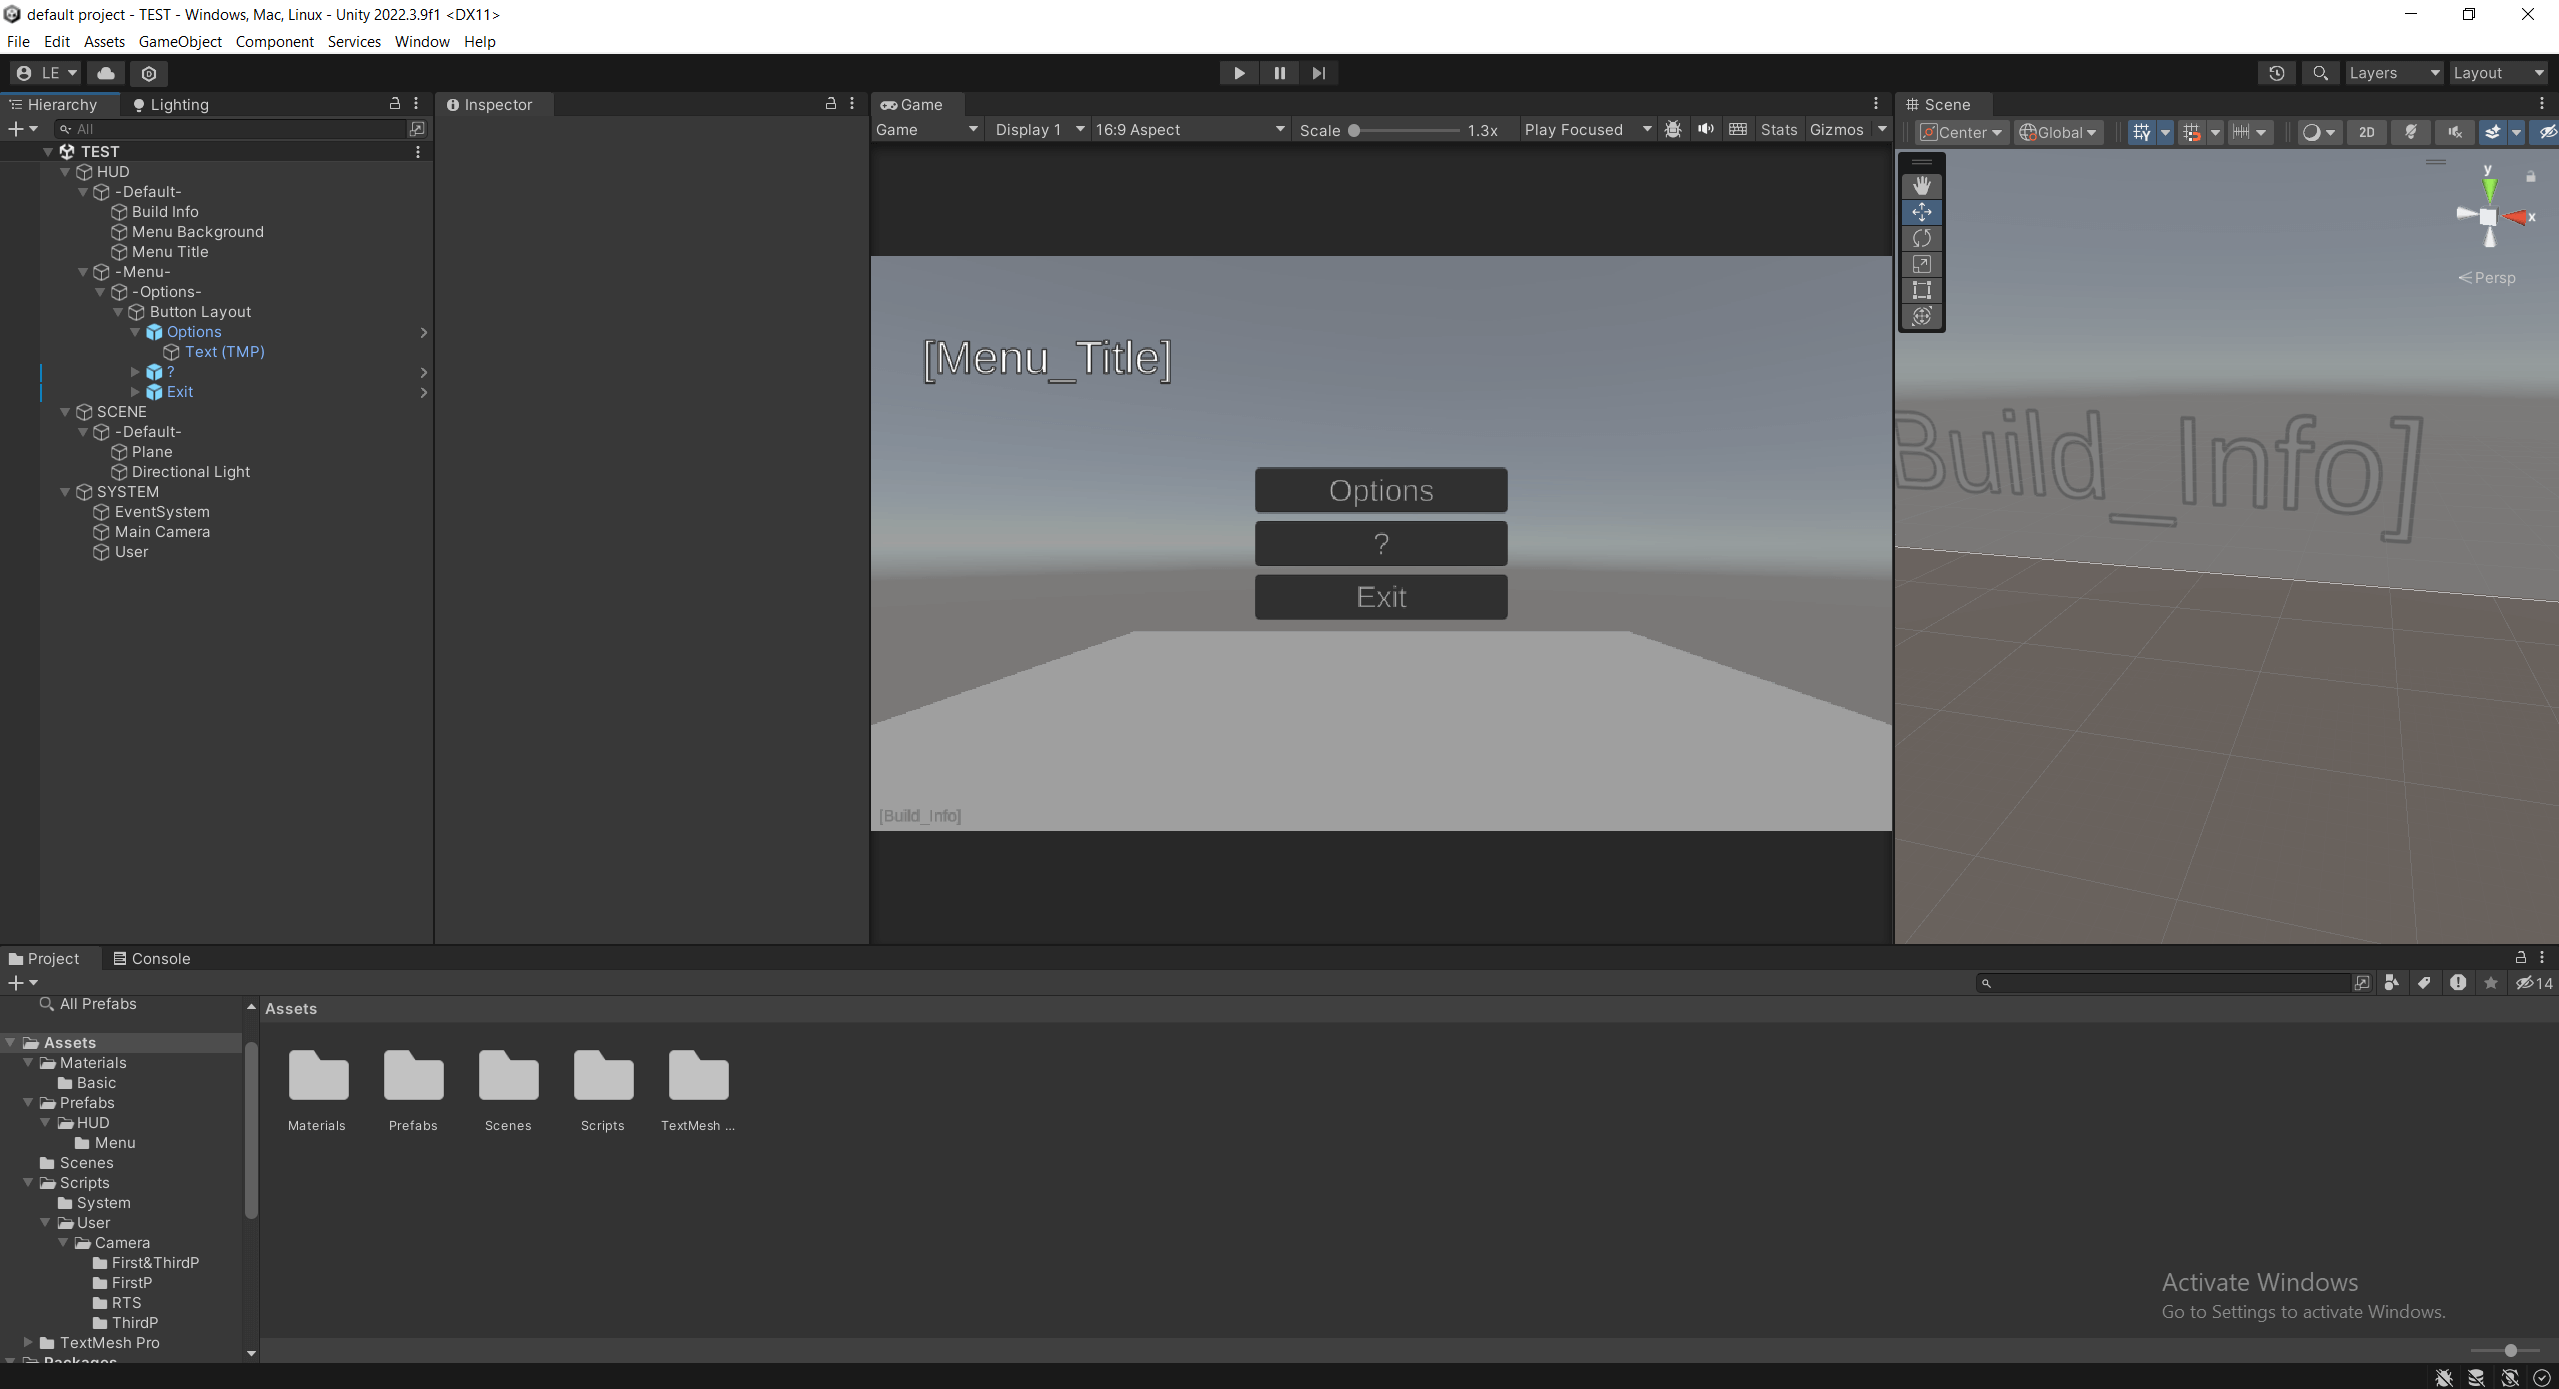 default project - TEST - Windows, Mac, Linux - Unity 2022.3.9f1 <DX11>
File Edit Assets GameObject Component Services Window Help
LE
Layers
Layout
Hierarchy
Lighting
All
TEST
HUD
-Default-
Build Info
Menu Background
Menu Title
-Menu-
-Options-
Button Layout
Options
Text (TMP)
?
Exit
SCENE
-Default-
Plane
Directional Light
SYSTEM
EventSystem
Main Camera
User
Inspector
Game
Game Display 1 16:9 Aspect Scale 1.3x Play Focused Stats Gizmos
[Menu_Title]
Options
?
Exit
[Build_Info]
Scene
Center Global 2D
y
x
Persp
Build_Info]
Project
Console
14
All Prefabs
Assets
Materials
Basic
Prefabs
HUD
Menu
Scenes
Scripts
System
User
Camera
First&ThirdP
FirstP
RTS
ThirdP
TextMesh Pro
Packages
Assets
Materials
Prefabs
Scenes
Scripts
TextMesh ...
Activate Windows
Go to Settings to activate Windows.